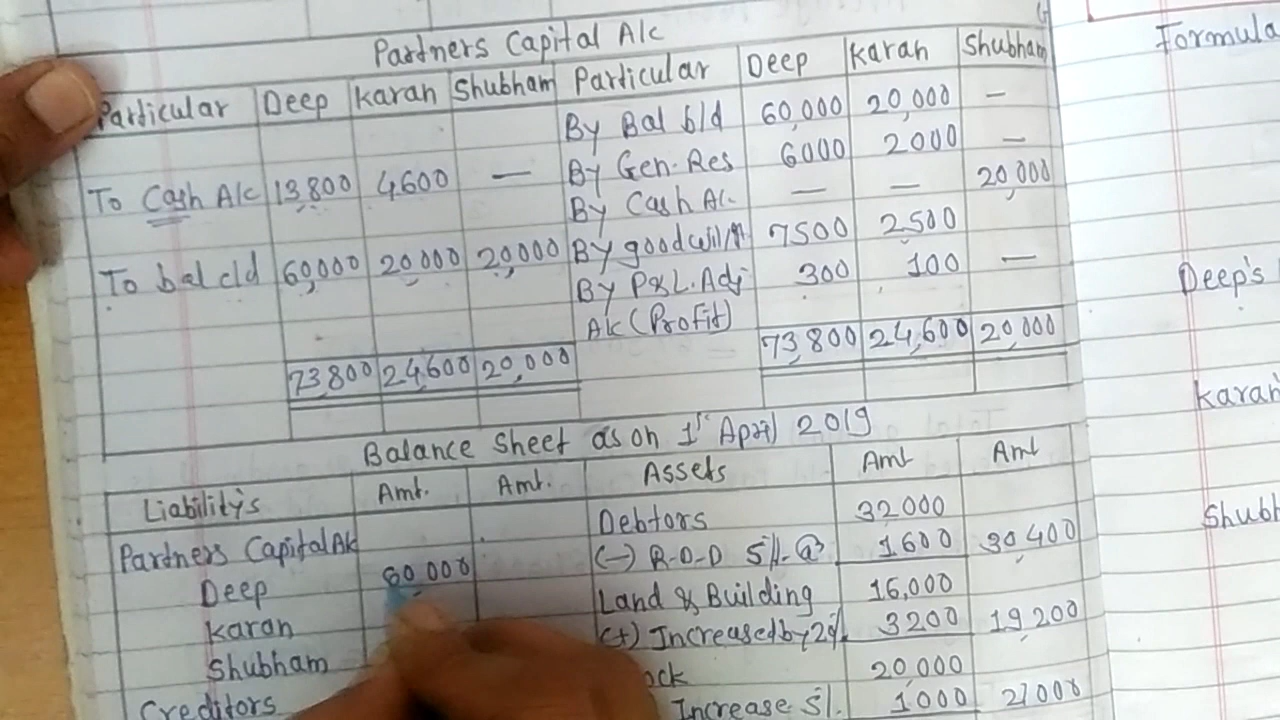 Partners Capital A/c
Particular Deep Karan Shubham Particular Deep Karan Shubham
By Bal b/d 60,000 20,000 —
By Gen. Res 6000 2000 —
To Cash A/c 13,800 4,600 — By Cash A/c — — 20,000
To bal c/d 60,000 20,000 20,000 By goodwill 7500 2500
By P&L. Adj 300 100 —
A/c (Profit)
73,800 24,600 20,000 73,800 24,600 20,000
Balance Sheet as on 1st April 2019
Liability's Amt. Amt. Assets Amt Amt
Partners Capital A/c Debtors 32000
Deep 60,000 (-) R.O.D 5%. @ 1600 30,400
Karan Land & Building 16,000
Shubham (+) Increased by 20%. 3200 19,200
Creditors ock 20,000
Increase 5%. 1000 21000
Formula
Deep's
Karan'
Shubh